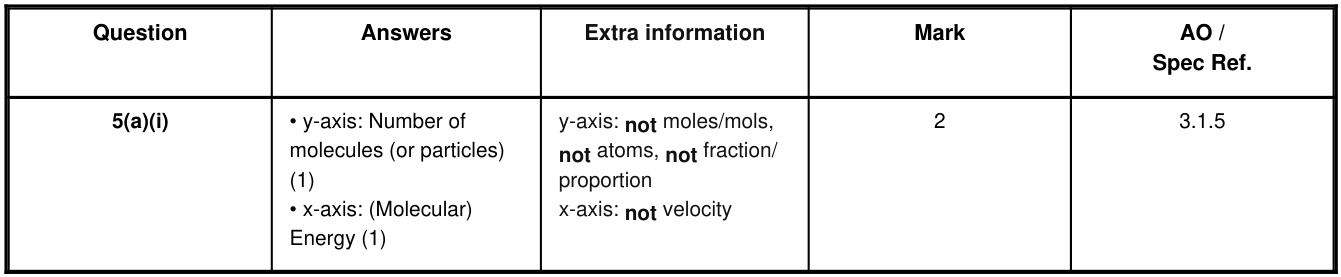 Question Answers Extra information Mark AO /
Spec Ref.
5(a)(i)
• y-axis: Number of
molecules (or particles)
(1)
• x-axis: (Molecular)
Energy (1)
y-axis: not moles/mols,
not atoms, not fraction/
proportion
x-axis: not velocity
2
3.1.5